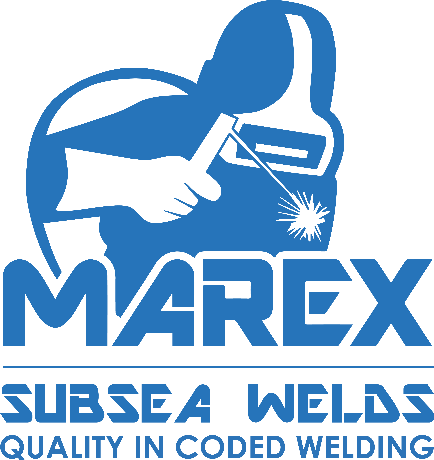 MAREX
SUBSEA WELDS
QUALITY IN CODED WELDING